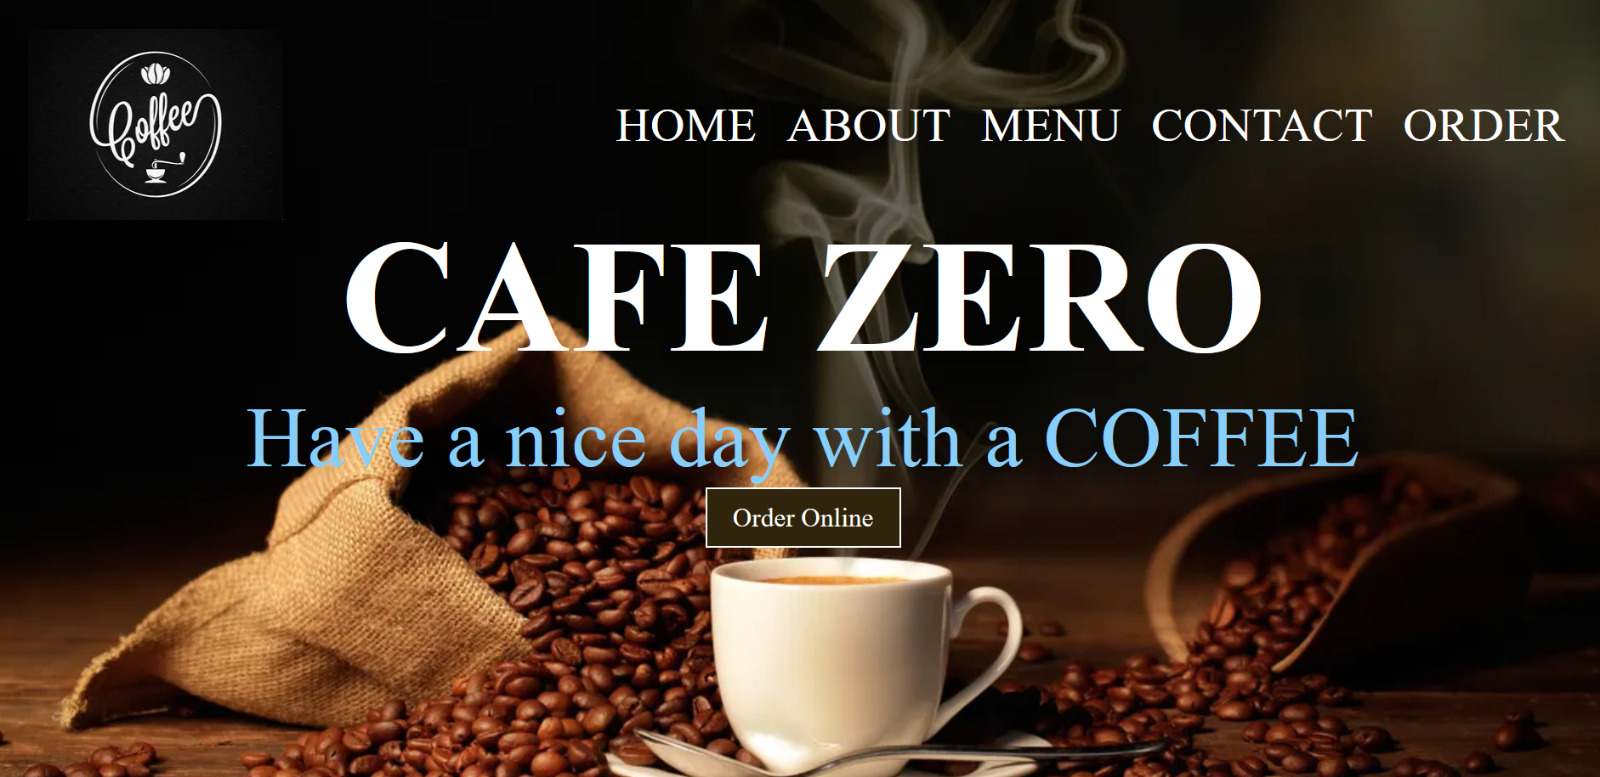 Coffee
HOME ABOUT MENU CONTACT ORDER
CAFE ZERO
Have a nice day with a COFFEE
Order Online